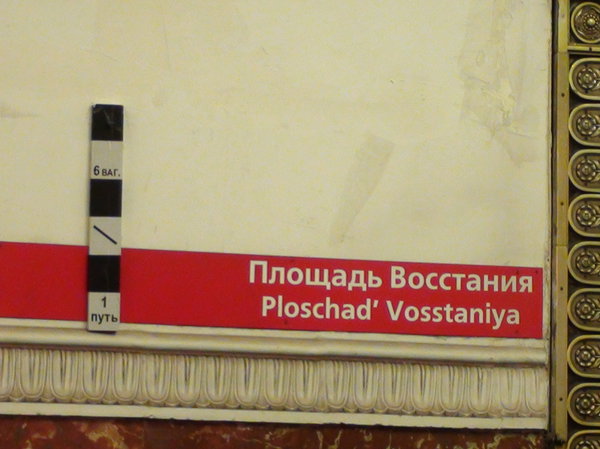 6 ваг.
1
путь
Площадь Восстания
Ploschad' Vosstaniya